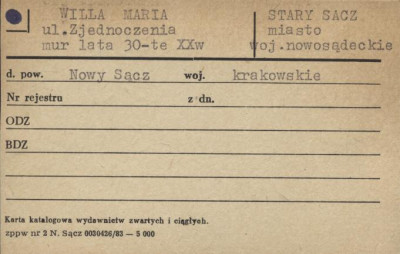 WILLA MARIA STARY SACZ
ul.Zjednoczenia miasto
mur lata 30-te XXw woj.nowosądeckie
d. pow. Nowy Sącz woj. krakowskie
Nr rejestru z dn.
ODZ
BDZ
Karta katalogowa wydawnictw zwartych i ciągłych.
zppw nr 2 N. Sącz 0030426/83 — 5 000